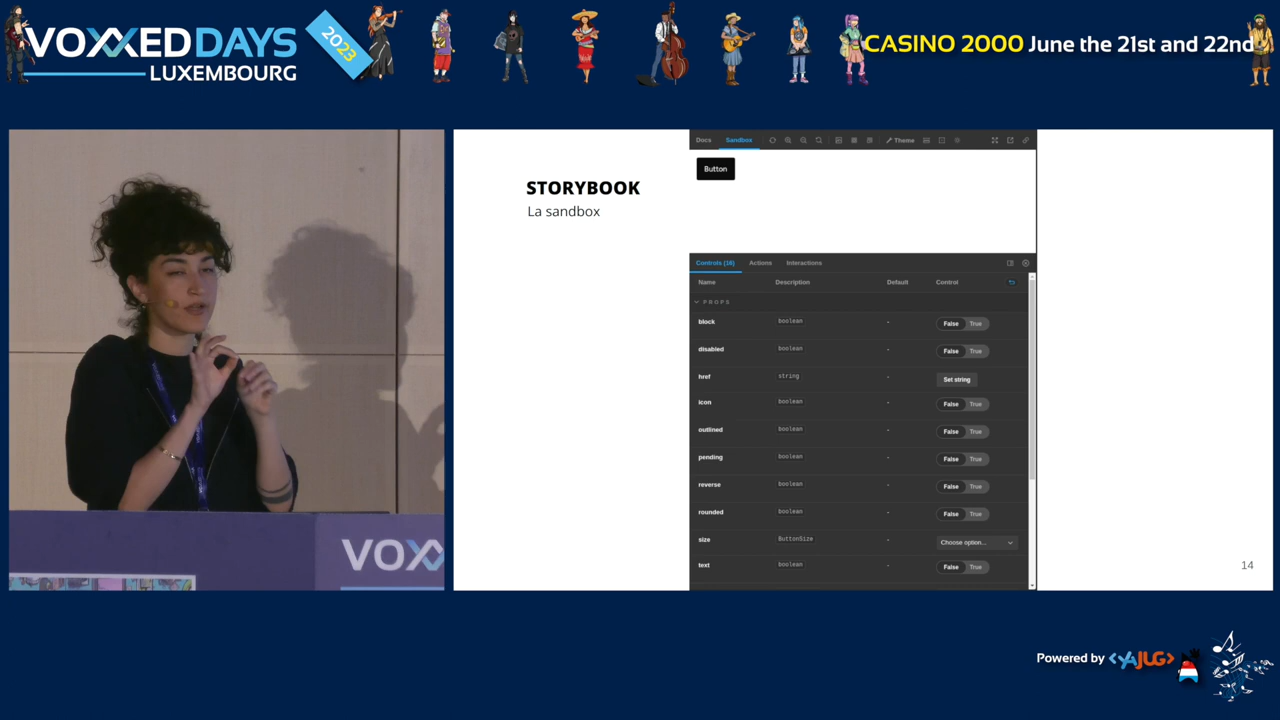 VOXXED DAYS
2023
LUXEMBOURG
CASINO 2000 June the 21st and 22nd
STORYBOOK
La sandbox
Docs Sandbox Theme
Button
Controls (16) Actions Interactions
Name Description Default Control
PROPS
block boolean - False True
disabled boolean - False True
href string - Set string
icon boolean - False True
outlined boolean - False True
pending boolean - False True
reverse boolean - False True
rounded boolean - False True
size ButtonSize - Choose option...
text boolean - False True
14
VOX
Powered by <YAJUG>